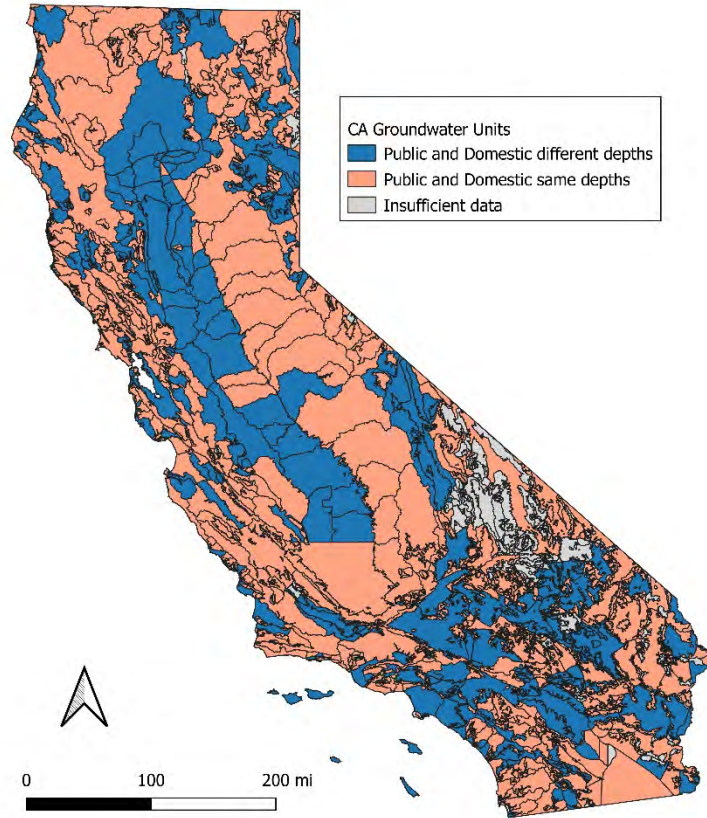 CA Groundwater Units
Public and Domestic different depths
Public and Domestic same depths
Insufficient data
0 100 200 mi